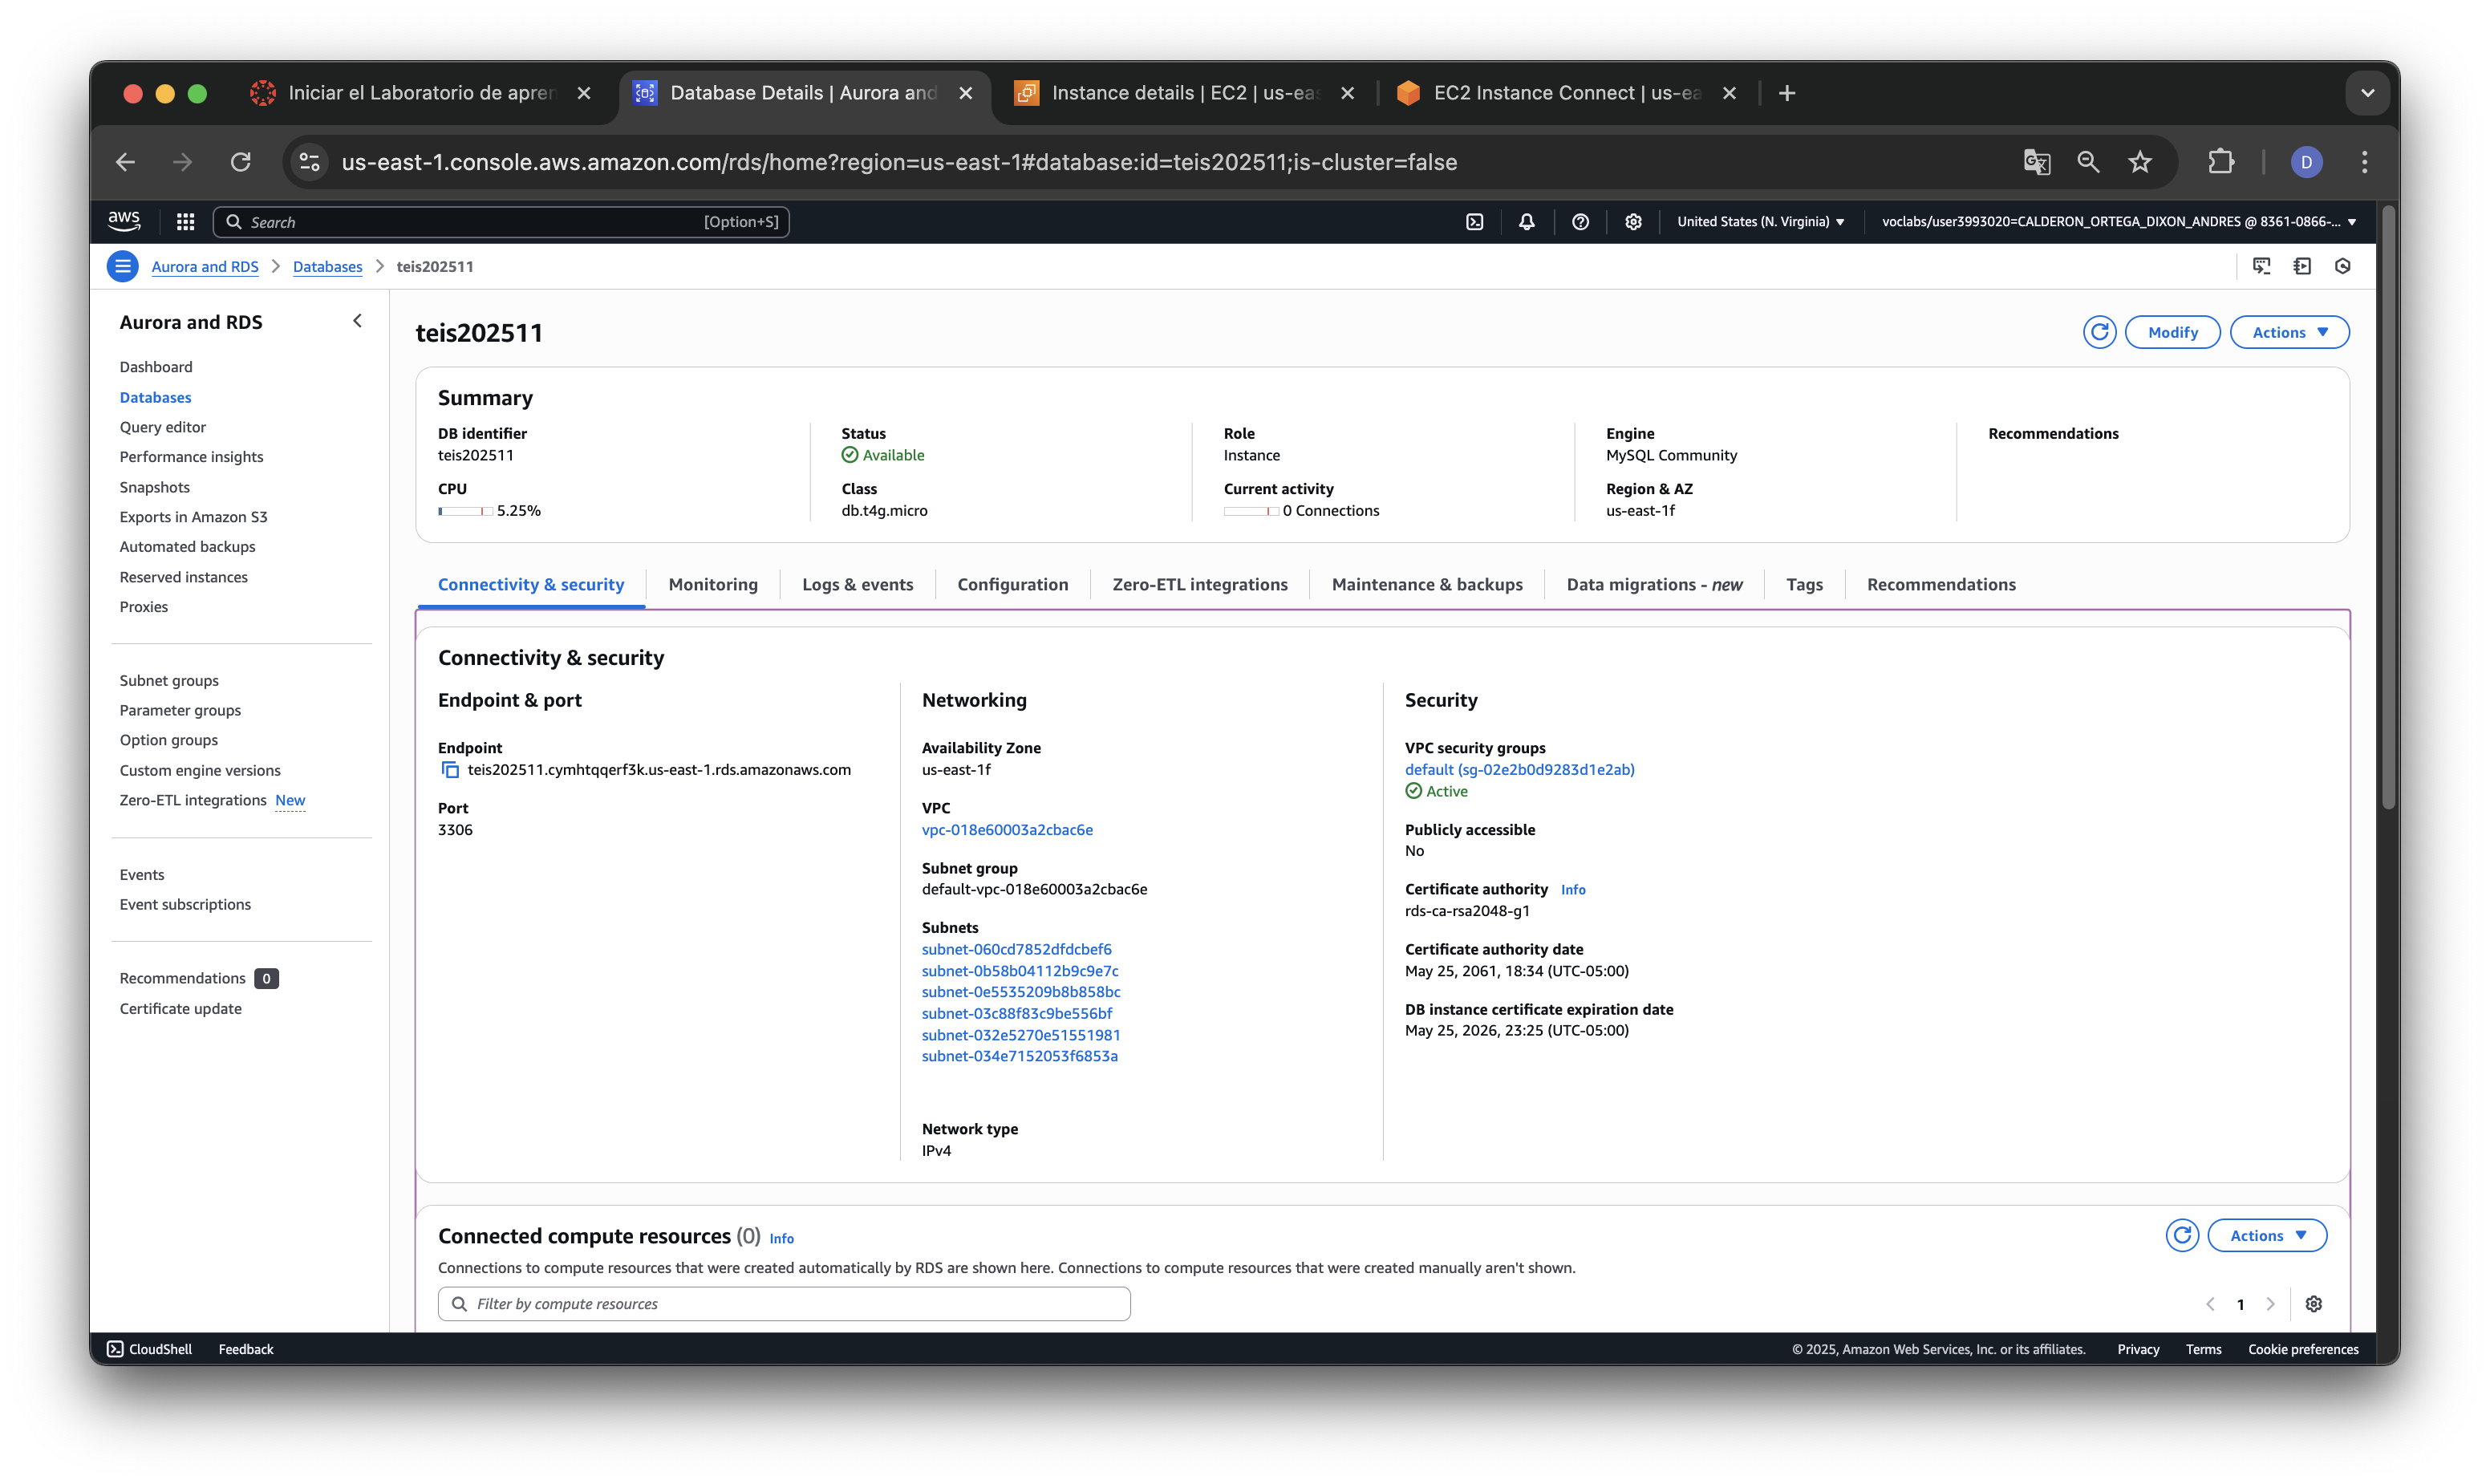 Iniciar el Laboratorio de apren
Database Details | Aurora and
Instance details | EC2 | us-eas
EC2 Instance Connect | us-ea
us-east-1.console.aws.amazon.com/rds/home?region=us-east-1#database:id=teis202511;is-cluster=false
D
aws
Search
[Option+S]
United States (N. Virginia)
voclabs/user3993020=CALDERON_ORTEGA_DIXON_ANDRES @ 8361-0866-...
Aurora and RDS > Databases > teis202511
Aurora and RDS
Dashboard
Databases
Query editor
Performance insights
Snapshots
Exports in Amazon S3
Automated backups
Reserved instances
Proxies
Subnet groups
Parameter groups
Option groups
Custom engine versions
Zero-ETL integrations New
Events
Event subscriptions
Recommendations 0
Certificate update
teis202511
Modify
Actions
Summary
DB identifier
teis202511
CPU
5.25%
Status
Available
Class
db.t4g.micro
Role
Instance
Current activity
0 Connections
Engine
MySQL Community
Region & AZ
us-east-1f
Recommendations
Connectivity & security
Monitoring
Logs & events
Configuration
Zero-ETL integrations
Maintenance & backups
Data migrations - new
Tags
Recommendations
Connectivity & security
Endpoint & port
Endpoint
teis202511.cymhtqqerf3k.us-east-1.rds.amazonaws.com
Port
3306
Networking
Availability Zone
us-east-1f
VPC
vpc-018e60003a2cbac6e
Subnet group
default-vpc-018e60003a2cbac6e
Subnets
subnet-060cd7852dfdcbef6
subnet-0b58b04112b9c9e7c
subnet-0e5535209b8b858bc
subnet-03c88f83c9be556bf
subnet-032e5270e51551981
subnet-034e7152053f6853a
Network type
IPv4
Security
VPC security groups
default (sg-02e2b0d9283d1e2ab)
Active
Publicly accessible
No
Certificate authority Info
rds-ca-rsa2048-g1
Certificate authority date
May 25, 2061, 18:34 (UTC-05:00)
DB instance certificate expiration date
May 25, 2026, 23:25 (UTC-05:00)
Connected compute resources (0) Info
Actions
Connections to compute resources that were created automatically by RDS are shown here. Connections to compute resources that were created manually aren't shown.
Filter by compute resources
1
CloudShell
Feedback
© 2025, Amazon Web Services, Inc. or its affiliates.
Privacy
Terms
Cookie preferences